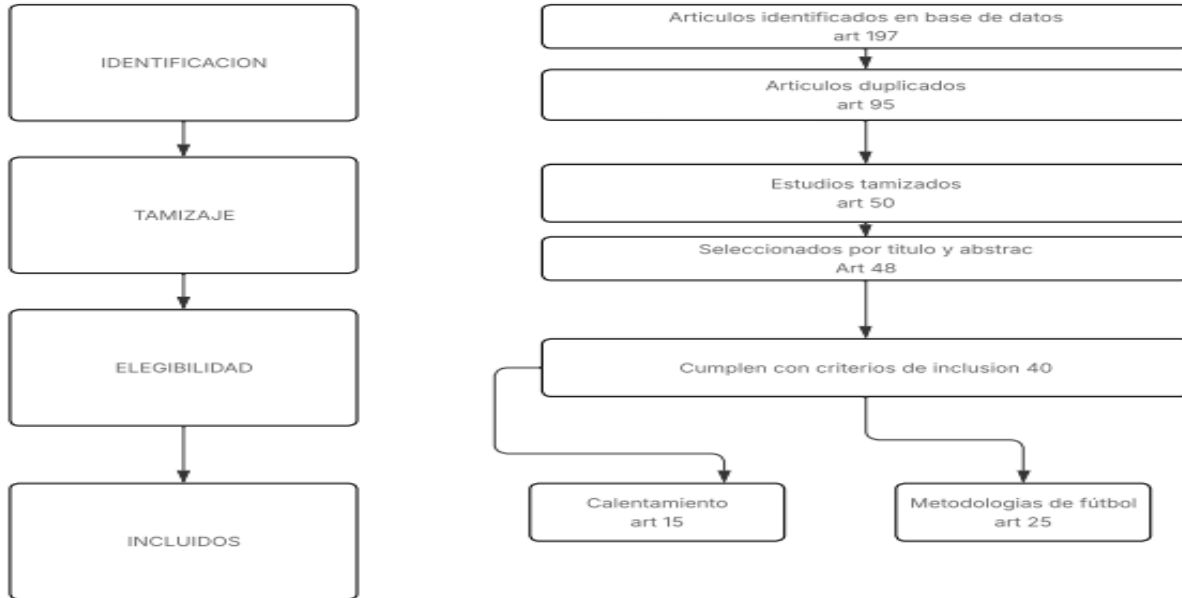 IDENTIFICACION
TAMIZAJE
ELEGIBILIDAD
INCLUIDOS
Articulos identificados en base de datos
art 197
Articulos duplicados
art 95
Estudios tamizados
art 50
Seleccionados por titulo y abstrac
Art 48
Cumplen con criterios de inclusion 40
Calentamiento
art 15
Metodologias de fútbol
art 25